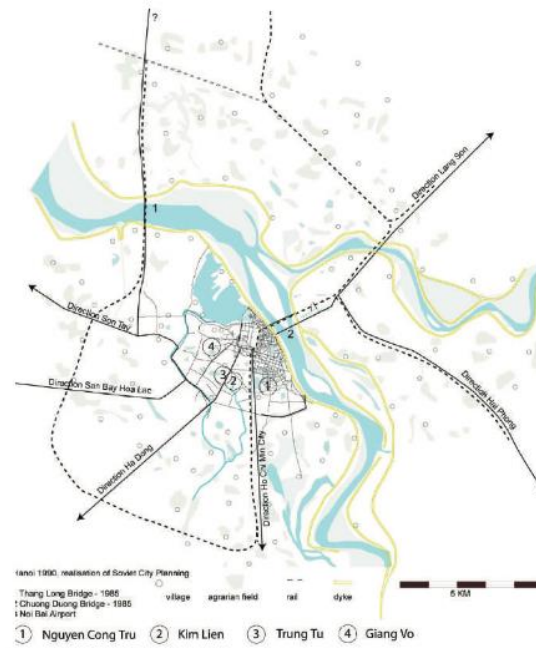 ?
Direction Lang Son
1
Direction Son Tay
2
4
3
2
1
Direction San Bay Hoa Lac
Direction Hai Phong
Direction Ha Dong
Direction Ho Chi Min City
Hanoi 1990, realisation of Soviet City Planning
village agrarian field rail dyke
5 KM
Thang Long Bridge - 1985
2 Chuong Duong Bridge - 1985
Noi Bai Airport
1 Nguyen Cong Tru 2 Kim Lien 3 Trung Tu 4 Giang Vo